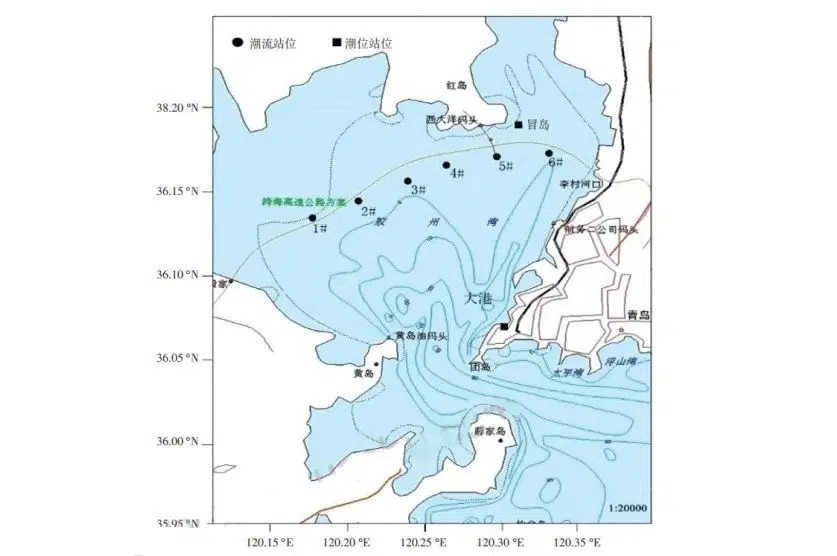 潮流站位
潮位站位
红岛
38.20 °N
西大洋码头
冒岛
5#
6#
4#
36.15 °N
3#
李村河口
跨海高速公路方案
2#
胶州湾
1#
航务二公司码头
36.10 °N
大港
青岛
黄岛油码头
36.05 °N
团岛
浮山湾
黄岛
太平湾
36.00 °N
薛家岛
1:20000
35.95 °N
120.15 °E
120.20 °E
120.25 °E
120.30 °E
120.35 °E